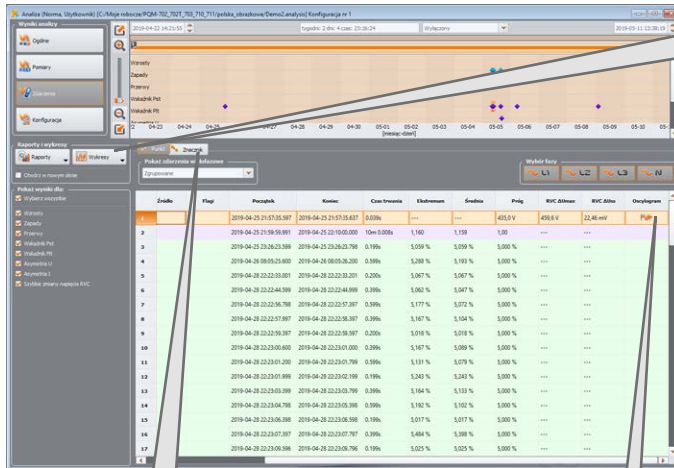 Analiza (Norma, Użytkownik) [C:/Moje robocze/PQM-702_702T_703_710_711/polska_obrazkowe/Demo2.analysis] Konfiguracja nr 1
Wyniki analizy
2019-04-22 14:21:55
tygodn: 2 dni: 4 czas: 23:16:24
Wyłączony
2019-05-11 13:38:19
Ogólne
Pomiary
Zdarzenia
Konfiguracja
Wzrosty
Zapady
Przerwy
Wskaźnik Pst
Wskaźnik Plt
Asymetria U
04-23 04-24 04-25 04-27 04-28 04-29 04-30 05-01 05-02 05-03 05-04 05-05 05-06 05-07 05-08 05-09 05-10 05-11
[miesiąc-dzień]
Raporty i wykresy
Raporty
Wykresy
Otwórz w nowym oknie
Punkt
Znacznik
Pokaż zdarzenia wielofazowe
Zgrupowane
Wybór fazy
L1 L2 L3 N
Pokaż wyniki dla:
Wybierz wszystkie
Wzrosty
Zapady
Przerwy
Wskaźnik Pst
Wskaźnik Plt
Asymetria U
Asymetria I
Szybkie zmiany napięcia RVC
Źródło Flagi Początek Koniec Czas trwania Ekstremum Średnia Próg RVC ΔUmax RVC ΔUss Oscylogram
1 2019-04-25 21:57:35.597 2019-04-25 21:57:35.637 0.039s --- --- 435,0 V 459,6 V 22,46 mV
2 2019-04-25 21:59:59.991 2019-04-25 22:10:00.000 10m 0.008s 1,160 1,159 1,00 --- ---
3 2019-04-25 23:26:23.599 2019-04-25 23:26:23.798 0.199s 5,059 % 5,059 % 5,000 % --- ---
4 2019-04-26 08:05:25.600 2019-04-26 08:05:26.200 0.599s 5,288 % 5,193 % 5,000 % --- ---
5 2019-04-28 22:22:33.001 2019-04-28 22:22:33.201 0.200s 5,067 % 5,067 % 5,000 % --- ---
6 2019-04-28 22:22:44.599 2019-04-28 22:22:44.999 0.399s 5,062 % 5,047 % 5,000 % --- ---
7 2019-04-28 22:22:56.798 2019-04-28 22:22:57.397 0.599s 5,177 % 5,072 % 5,000 % --- ---
8 2019-04-28 22:22:57.997 2019-04-28 22:22:58.397 0.399s 5,167 % 5,104 % 5,000 % --- ---
9 2019-04-28 22:22:59.397 2019-04-28 22:22:59.597 0.200s 5,018 % 5,018 % 5,000 % --- ---
10 2019-04-28 22:23:00.600 2019-04-28 22:23:01.000 0.399s 5,167 % 5,089 % 5,000 % --- ---
11 2019-04-28 22:23:01.200 2019-04-28 22:23:01.799 0.599s 5,131 % 5,079 % 5,000 % --- ---
12 2019-04-28 22:23:01.999 2019-04-28 22:23:02.199 0.199s 5,243 % 5,243 % 5,000 % --- ---
13 2019-04-28 22:23:03.399 2019-04-28 22:23:03.799 0.399s 5,164 % 5,133 % 5,000 % --- ---
14 2019-04-28 22:23:04.798 2019-04-28 22:23:05.398 0.599s 5,192 % 5,102 % 5,000 % --- ---
15 2019-04-28 22:23:06.398 2019-04-28 22:23:06.598 0.199s 5,017 % 5,017 % 5,000 % --- ---
16 2019-04-28 22:23:07.397 2019-04-28 22:23:07.797 0.399s 5,484 % 5,398 % 5,000 % --- ---
17 2019-04-28 22:23:09.396 2019-04-28 22:23:09.596 0.199s 5,025 % 5,025 % 5,000 % --- ---